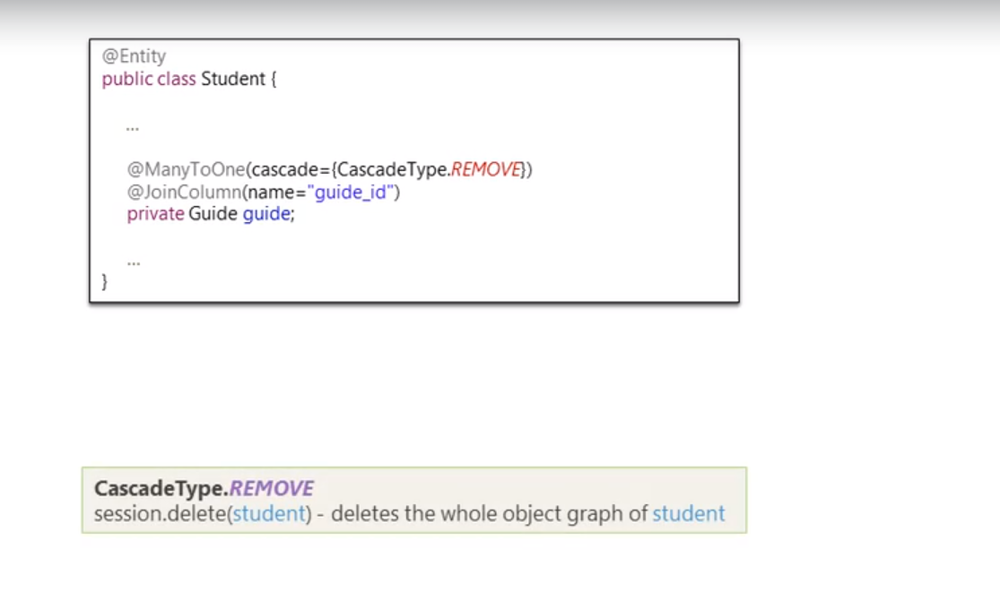 @Entity
public class Student {
...
@ManyToOne(cascade={CascadeType.REMOVE})
@JoinColumn(name="guide_id")
private Guide guide;
...
}
CascadeType.REMOVE
session.delete(student) - deletes the whole object graph of student